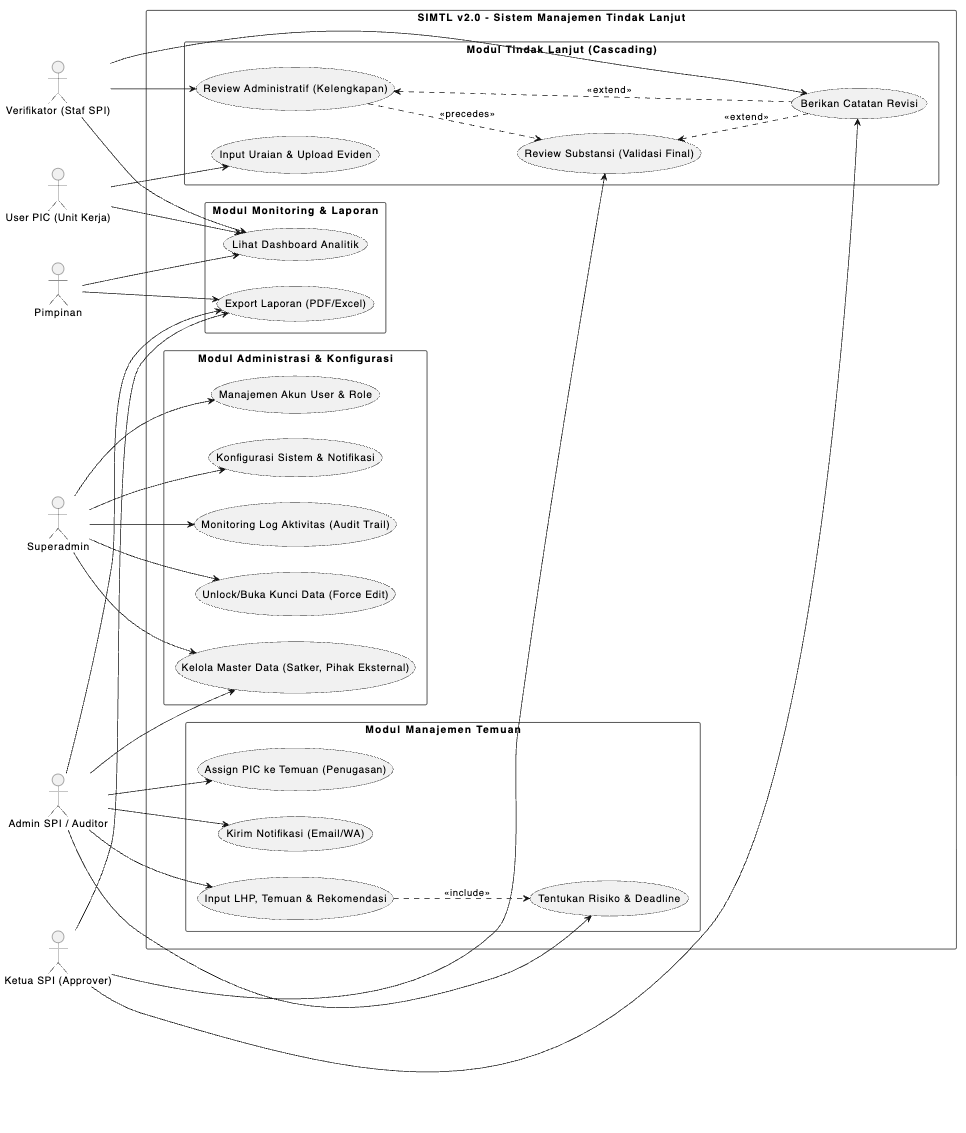 SIMTL v2.0 - Sistem Manajemen Tindak Lanjut
Modul Tindak Lanjut (Cascading)
Review Administratif (Kelengkapan)
«extend»
Berikan Catatan Revisi
Verifikator (Staf SPI)
«precedes»
«extend»
Input Uraian & Upload Eviden
Review Substansi (Validasi Final)
User PIC (Unit Kerja)
Modul Monitoring & Laporan
Lihat Dashboard Analitik
Pimpinan
Export Laporan (PDF/Excel)
Modul Administrasi & Konfigurasi
Manajemen Akun User & Role
Konfigurasi Sistem & Notifikasi
Monitoring Log Aktivitas (Audit Trail)
Superadmin
Unlock/Buka Kunci Data (Force Edit)
Kelola Master Data (Satker, Pihak Eksternal)
Modul Manajemen Temuan
Assign PIC ke Temuan (Penugasan)
Admin SPI / Auditor
Kirim Notifikasi (Email/WA)
Input LHP, Temuan & Rekomendasi
«include»
Tentukan Risiko & Deadline
Ketua SPI (Approver)